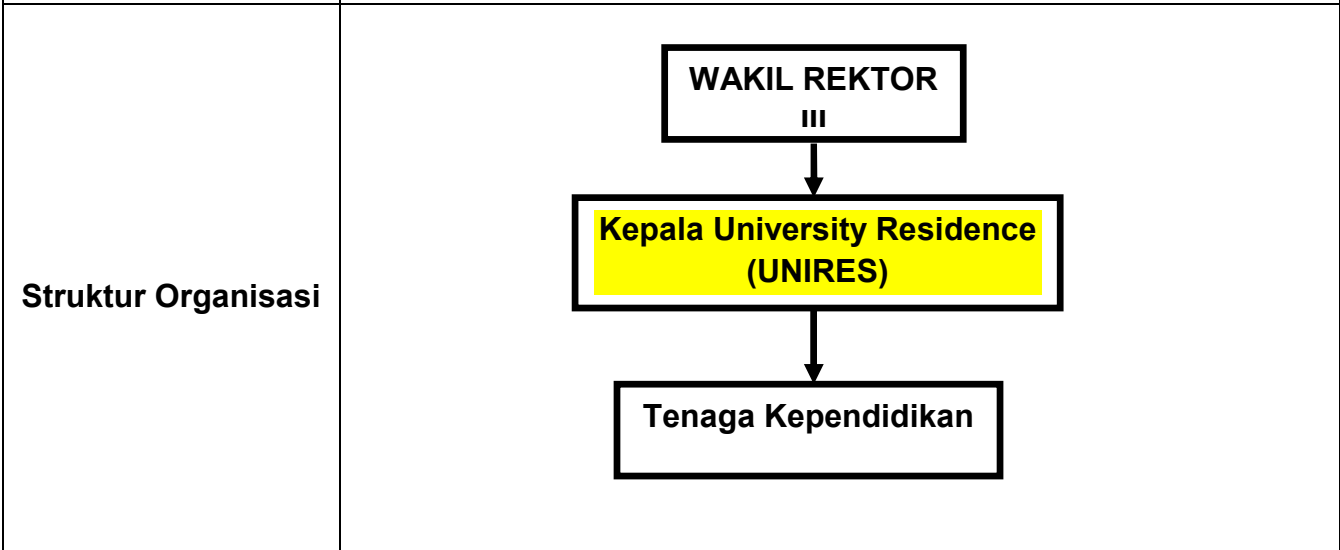 Struktur Organisasi
WAKIL REKTOR
III
Kepala University Residence
(UNIRES)
Tenaga Kependidikan